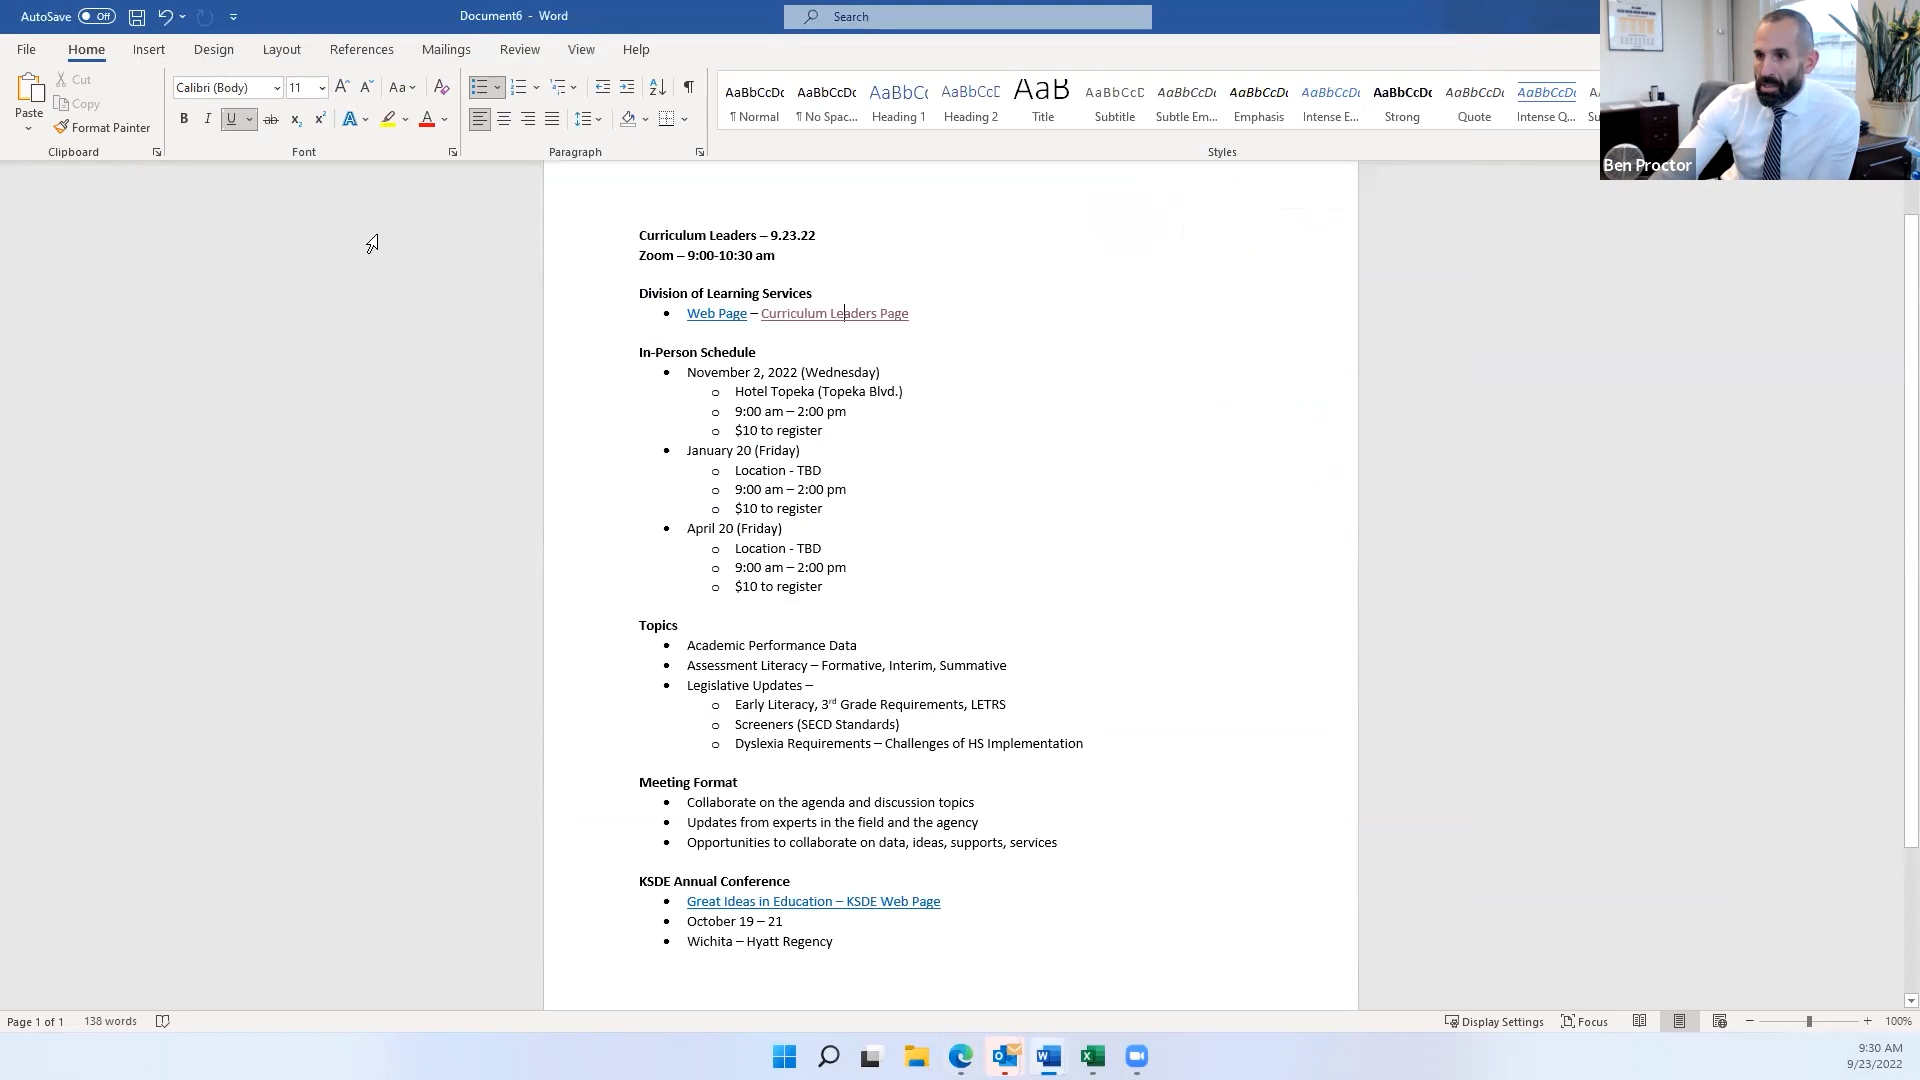 AutoSave Off Document6 - Word Search
File Home Insert Design Layout References Mailings Review View Help
Paste Cut Copy Format Painter
Calibri (Body) 11
AaBbCcDc AaBbCcDc AaBbC AaBbCcD AaB AaBbCcD AaBbCcDc AaBbCcDc AaBbCcDc AaBbCcDc AaBbCcDc AaBbCcDc
¶ Normal ¶ No Spac... Heading 1 Heading 2 Title Subtitle Subtle Em... Emphasis Intense E... Strong Quote Intense Q...
Clipboard Font Paragraph Styles
Ben Proctor
Curriculum Leaders – 9.23.22
Zoom – 9:00-10:30 am
Division of Learning Services
Web Page – Curriculum Leaders Page
In-Person Schedule
November 2, 2022 (Wednesday)
Hotel Topeka (Topeka Blvd.)
9:00 am – 2:00 pm
$10 to register
January 20 (Friday)
Location - TBD
9:00 am – 2:00 pm
$10 to register
April 20 (Friday)
Location - TBD
9:00 am – 2:00 pm
$10 to register
Topics
Academic Performance Data
Assessment Literacy – Formative, Interim, Summative
Legislative Updates –
Early Literacy, 3rd Grade Requirements, LETRS
Screeners (SECD Standards)
Dyslexia Requirements – Challenges of HS Implementation
Meeting Format
Collaborate on the agenda and discussion topics
Updates from experts in the field and the agency
Opportunities to collaborate on data, ideas, supports, services
KSDE Annual Conference
Great Ideas in Education – KSDE Web Page
October 19 – 21
Wichita – Hyatt Regency
Page 1 of 1 138 words Display Settings Focus 100%
9:30 AM
9/23/2022